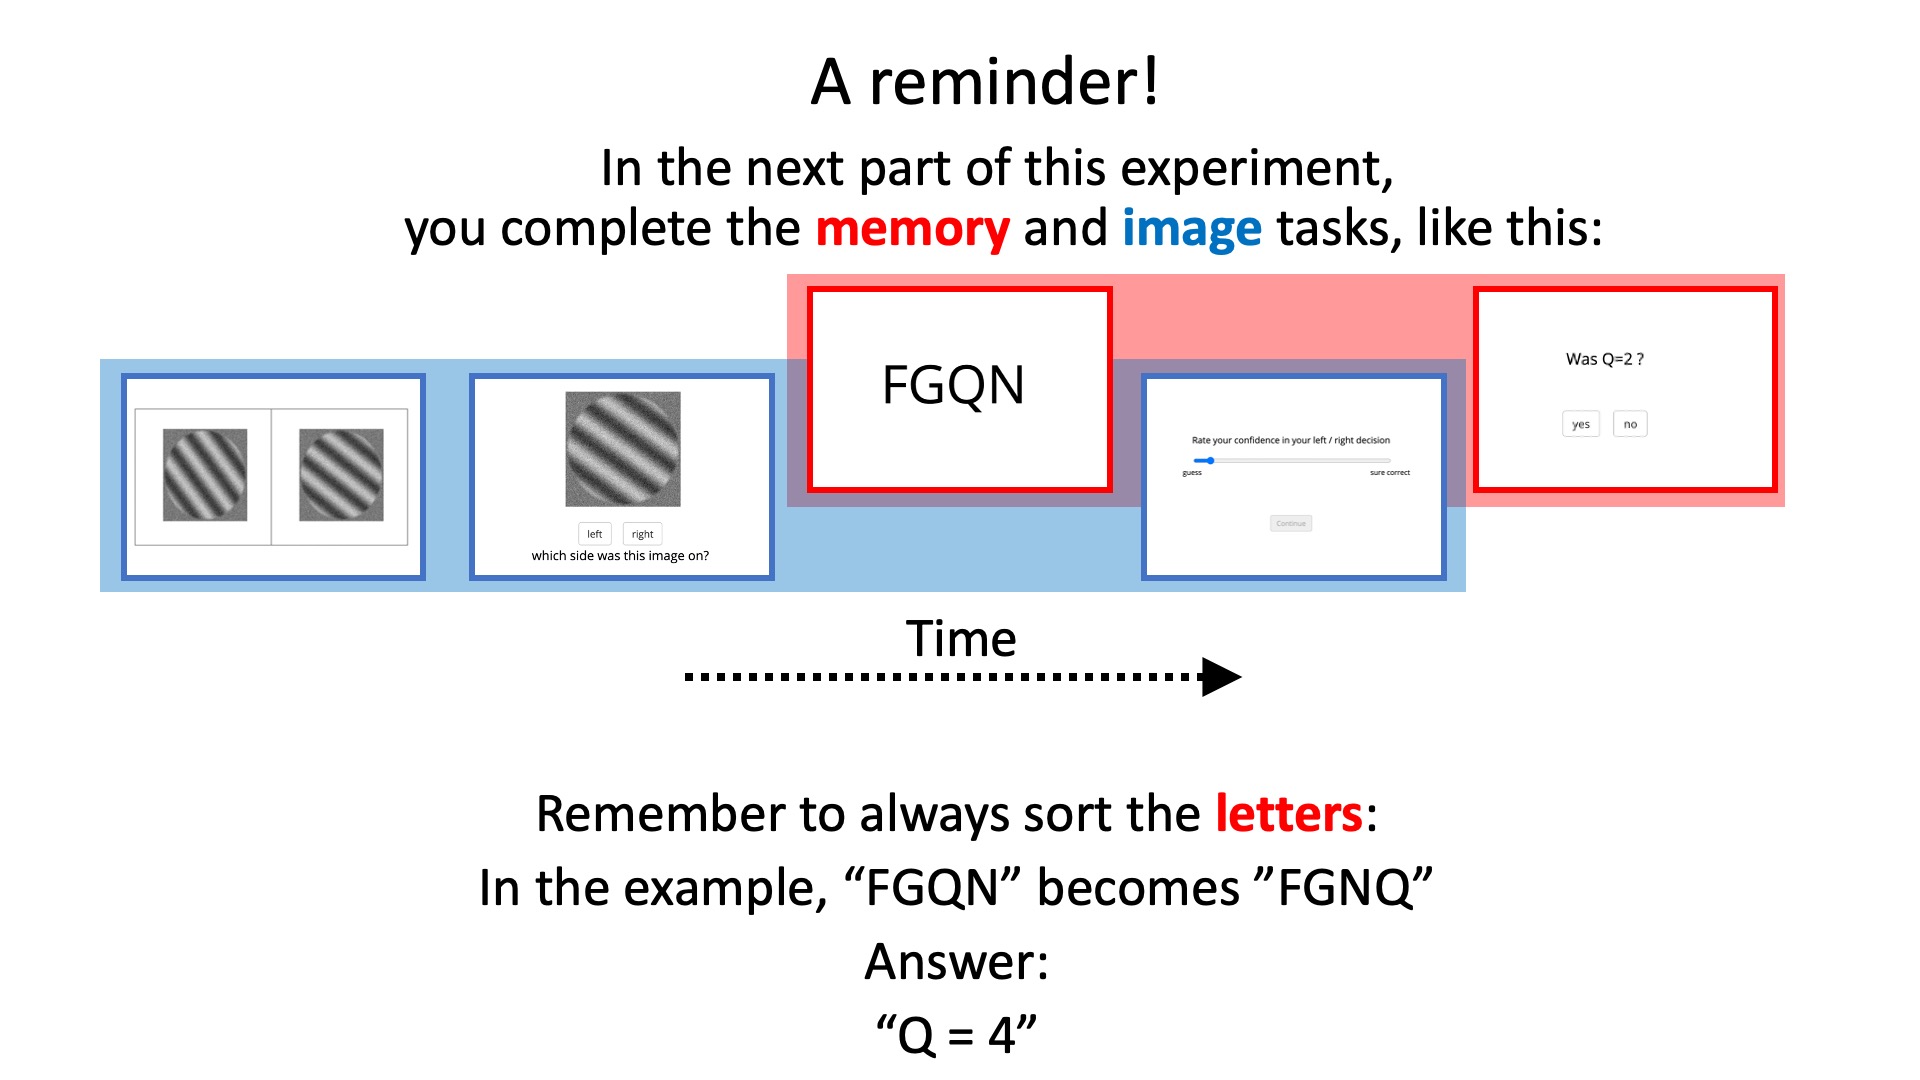 A reminder!
In the next part of this experiment,
you complete the memory and image tasks, like this:
left right
which side was this image on?
FGQN
Rate your confidence in your left / right decision
guess sure correct
Continue
Was Q=2 ?
yes no
Time
Remember to always sort the letters:
In the example, “FGQN” becomes ”FGNQ”
Answer:
“Q = 4”